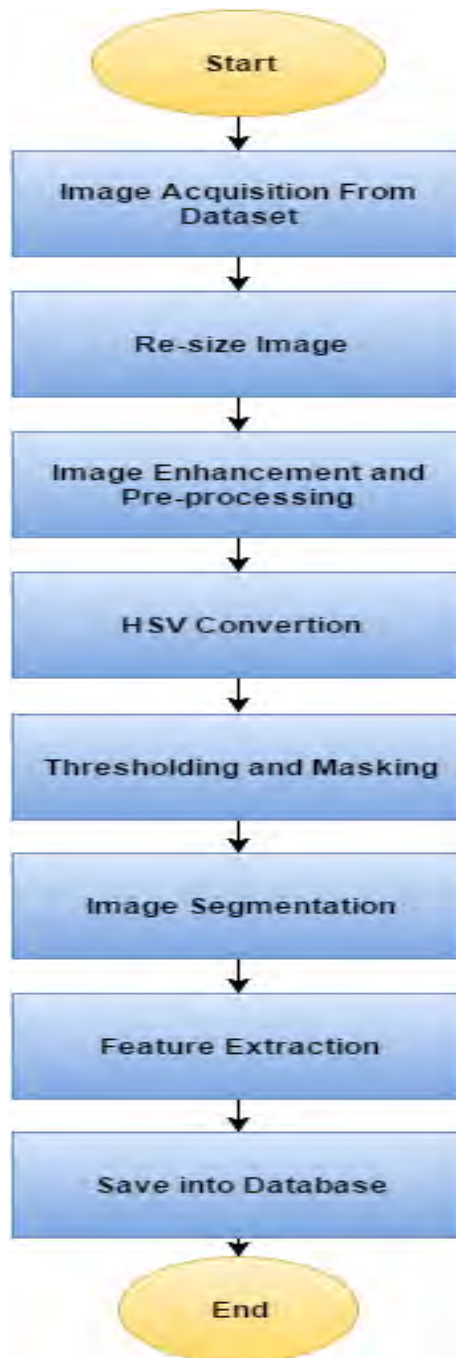 Start
Image Acquisition From
Dataset
Re-size Image
Image Enhancement and
Pre-processing
HSV Convertion
Thresholding and Masking
Image Segmentation
Feature Extraction
Save into Database
End